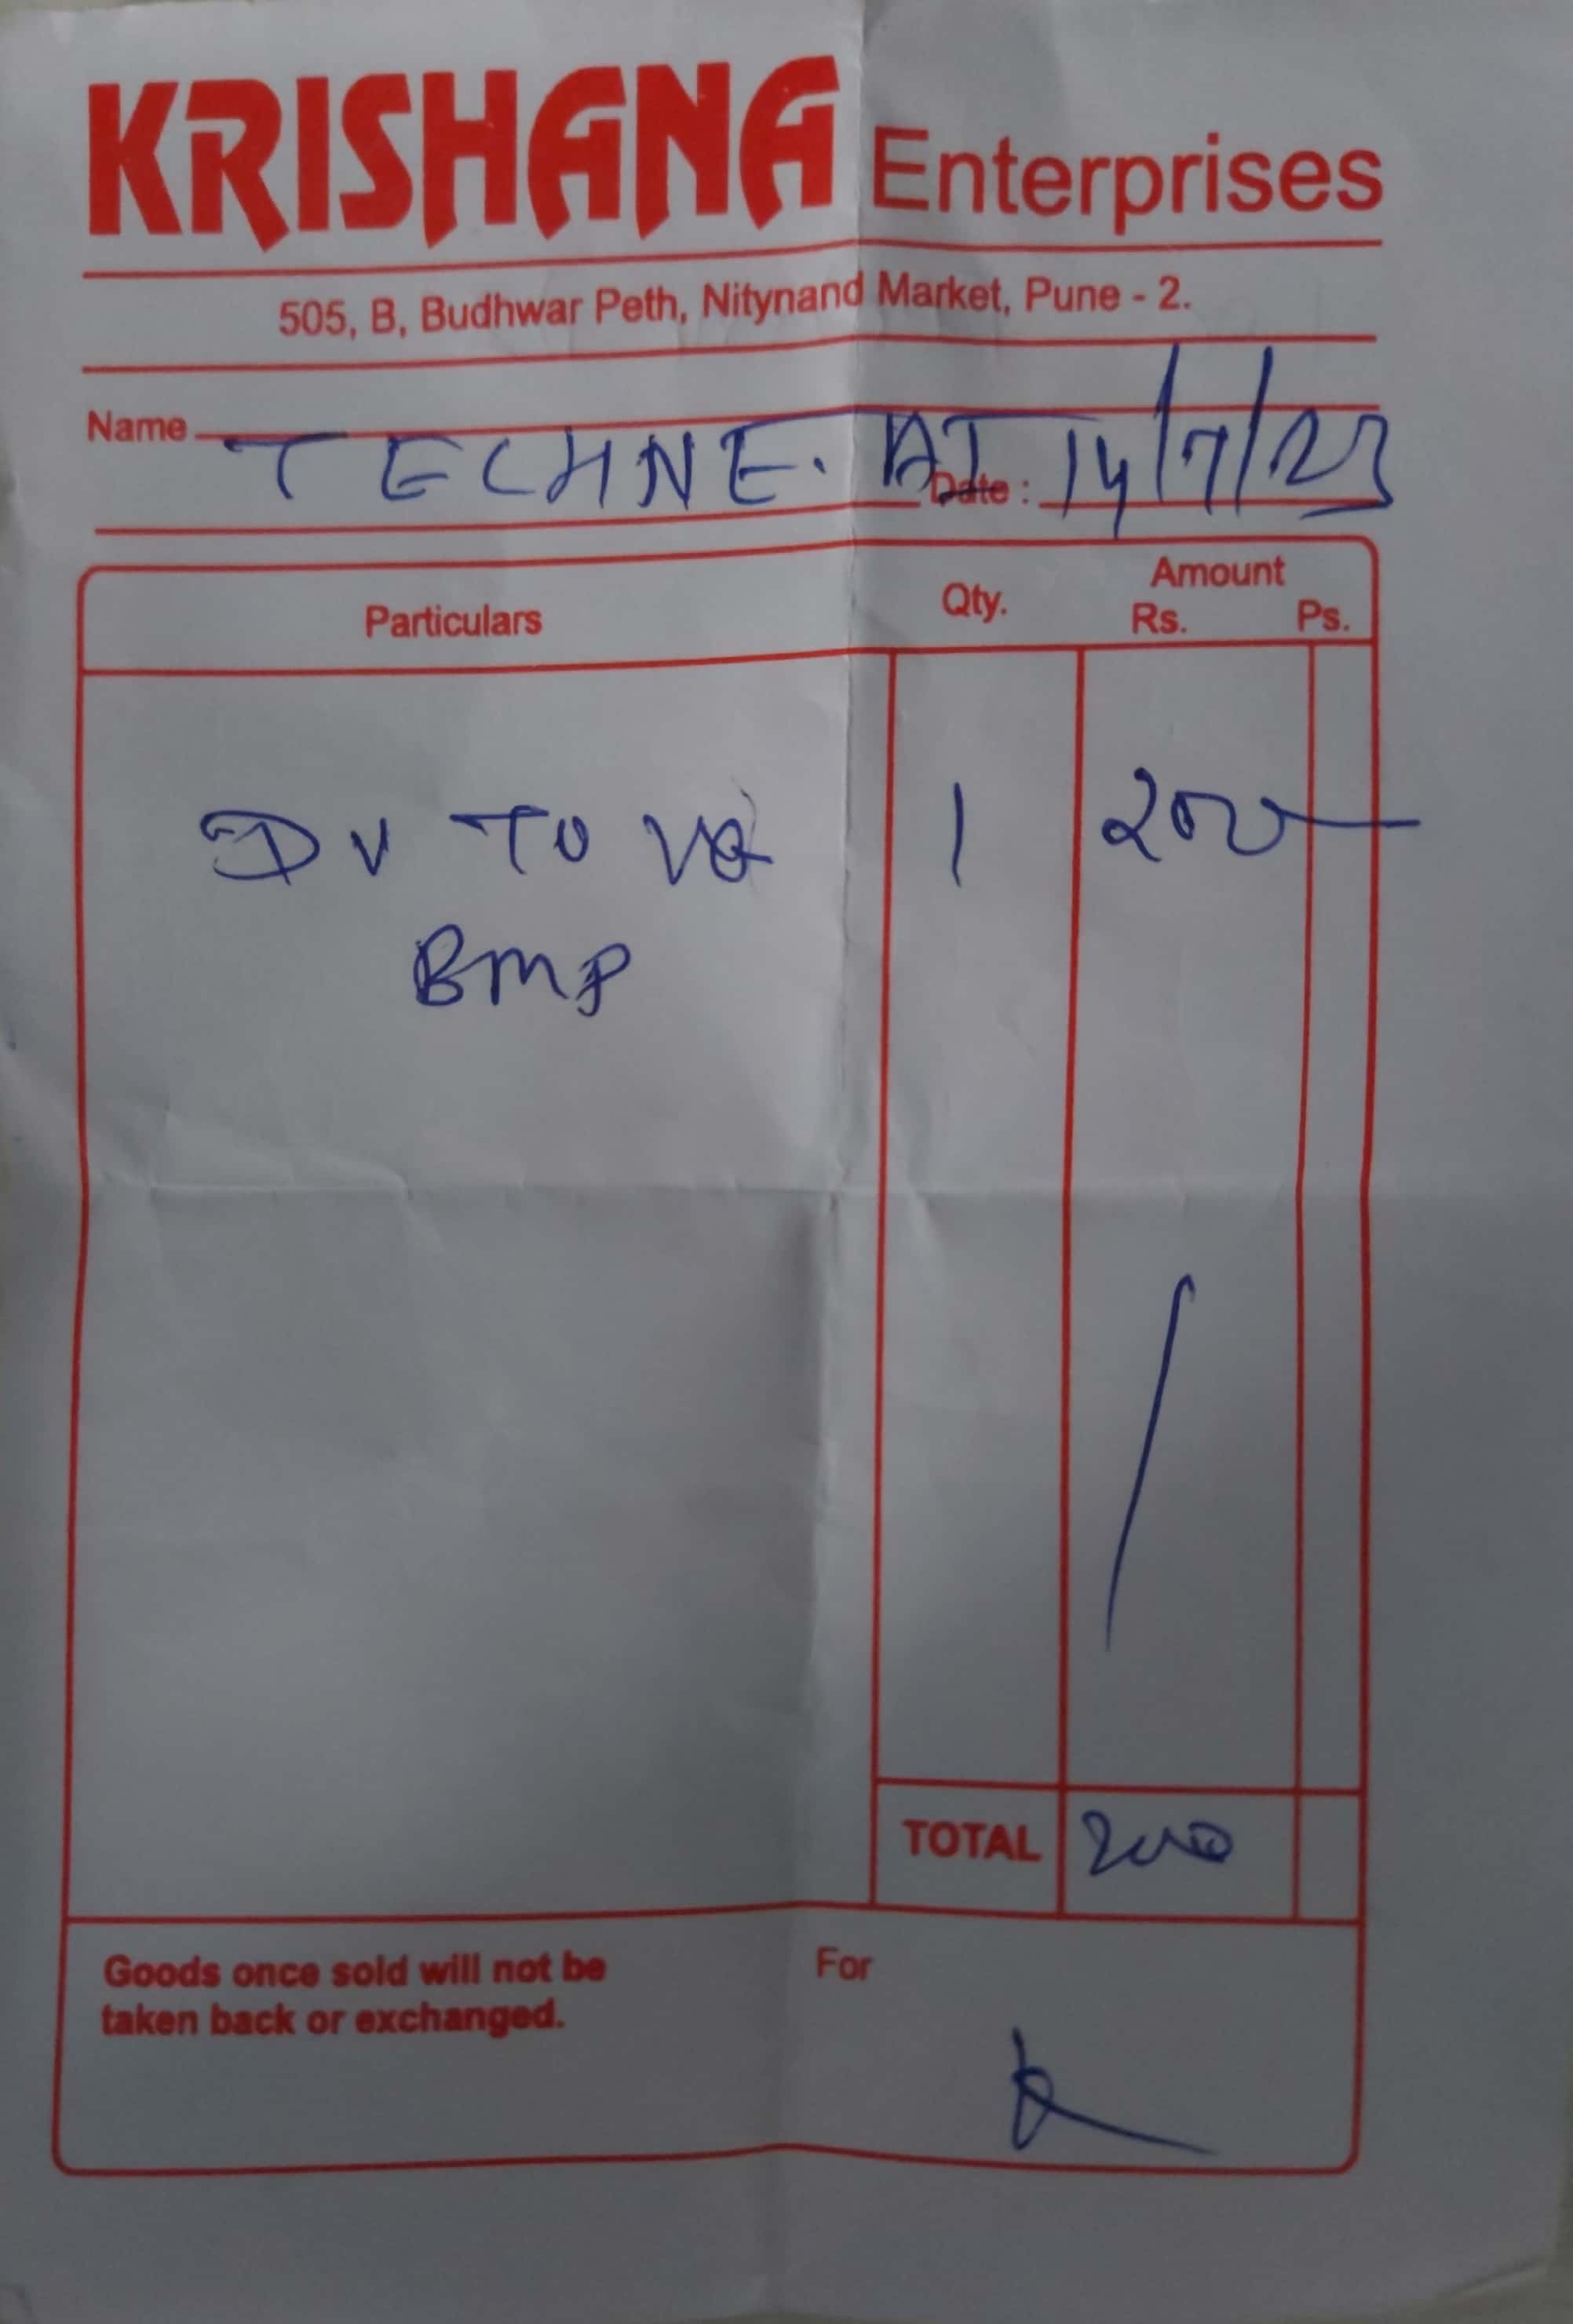 KRISHANA Enterprises
505, B, Budhwar Peth, Nitynand Market, Pune - 2.
Name TECHNE. AI
Date : 14/7/23
Particulars Qty. Amount
Rs. Ps.
DV TO 1 200
BMP
TOTAL 200
Goods once sold will not be
taken back or exchanged.
For